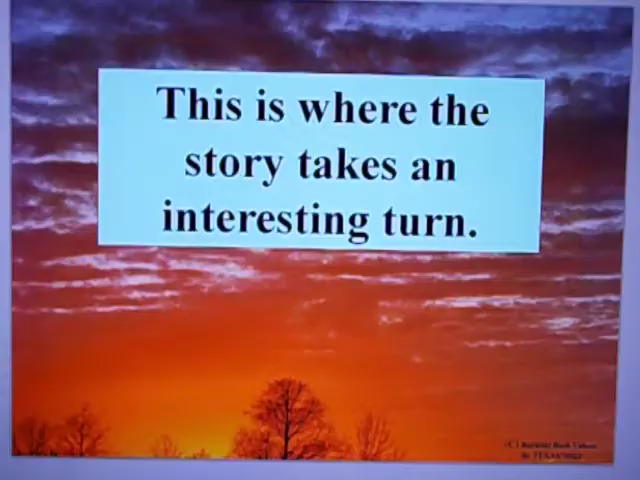 This is where the
story takes an
interesting turn.